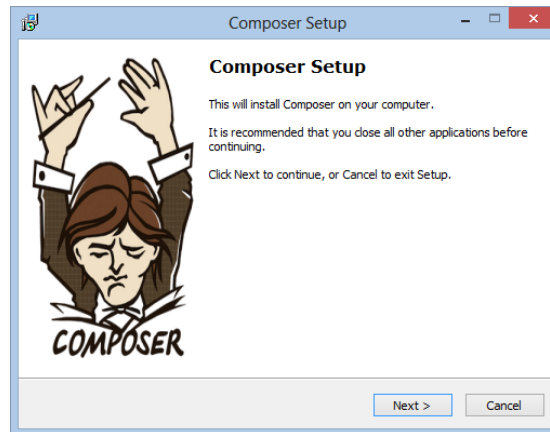 Composer Setup
Composer Setup
This will install Composer on your computer.
It is recommended that you close all other applications before
continuing.
Click Next to continue, or Cancel to exit Setup.
COMPOSER
Next >
Cancel